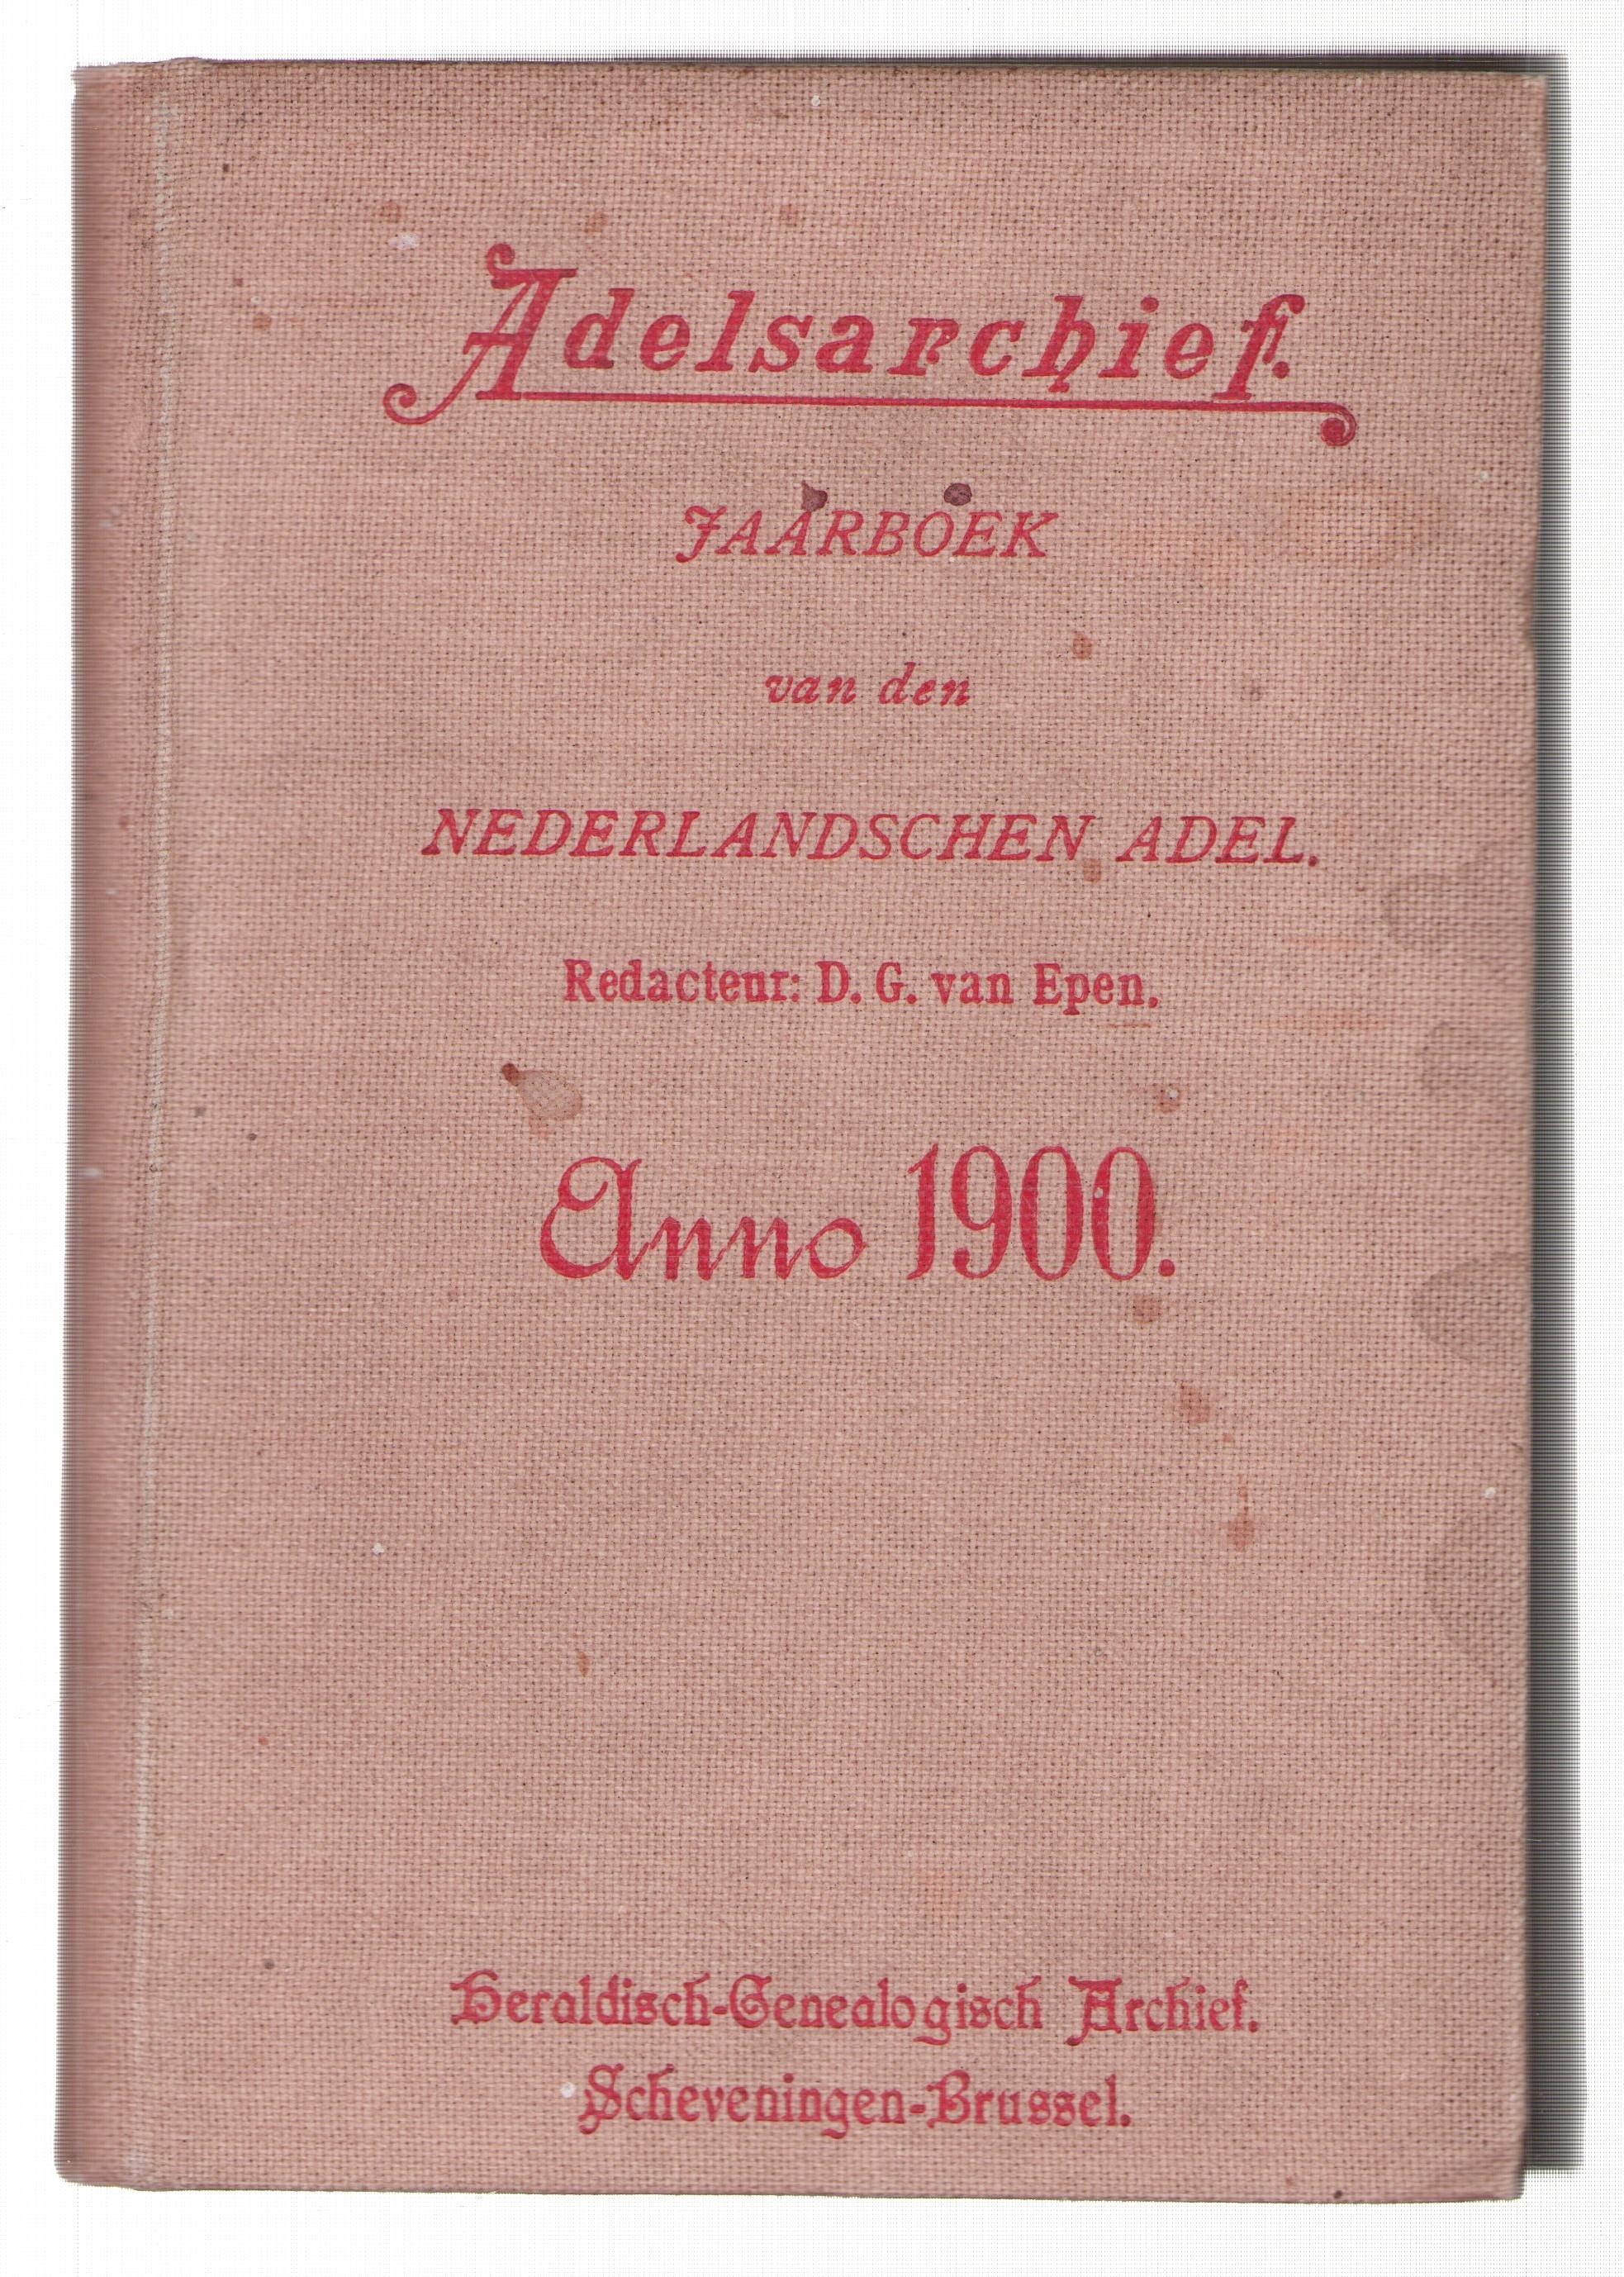 Adelsarchief.
JAARBOEK
van den
NEDERLANDSCHEN ADEL.
Redacteur: D. G. van Epen.
Anno 1900.
Heraldisch-Genealogisch Archief.
Scheveningen-Brussel.